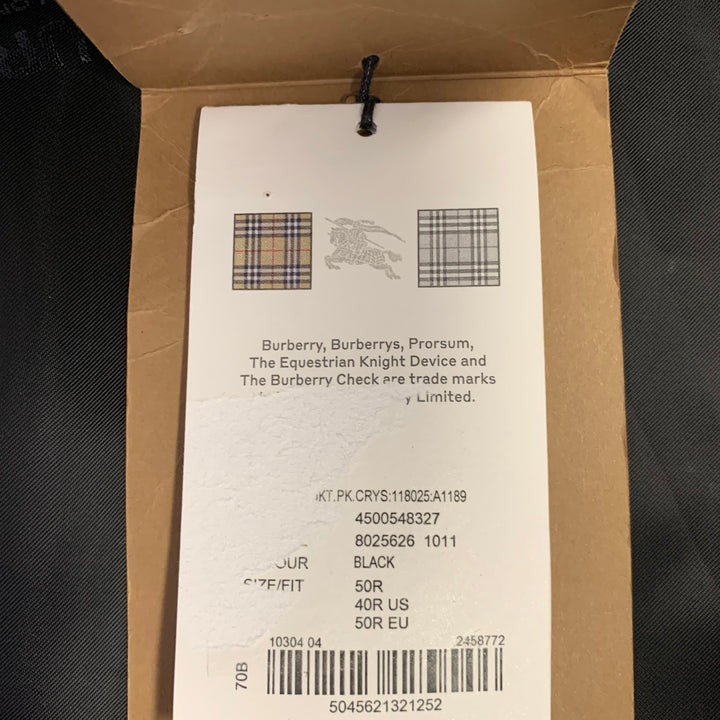 Burberry, Burberrys, Prorsum,
The Equestrian Knight Device and
The Burberry Check are trade marks
Limited.
KT.PK.CRYS:118025:A1189
4500548327
8025626 1011
OUR BLACK
SIZE/FIT 50R
40R US
50R EU
10304 04 2458772
70B
5045621321252